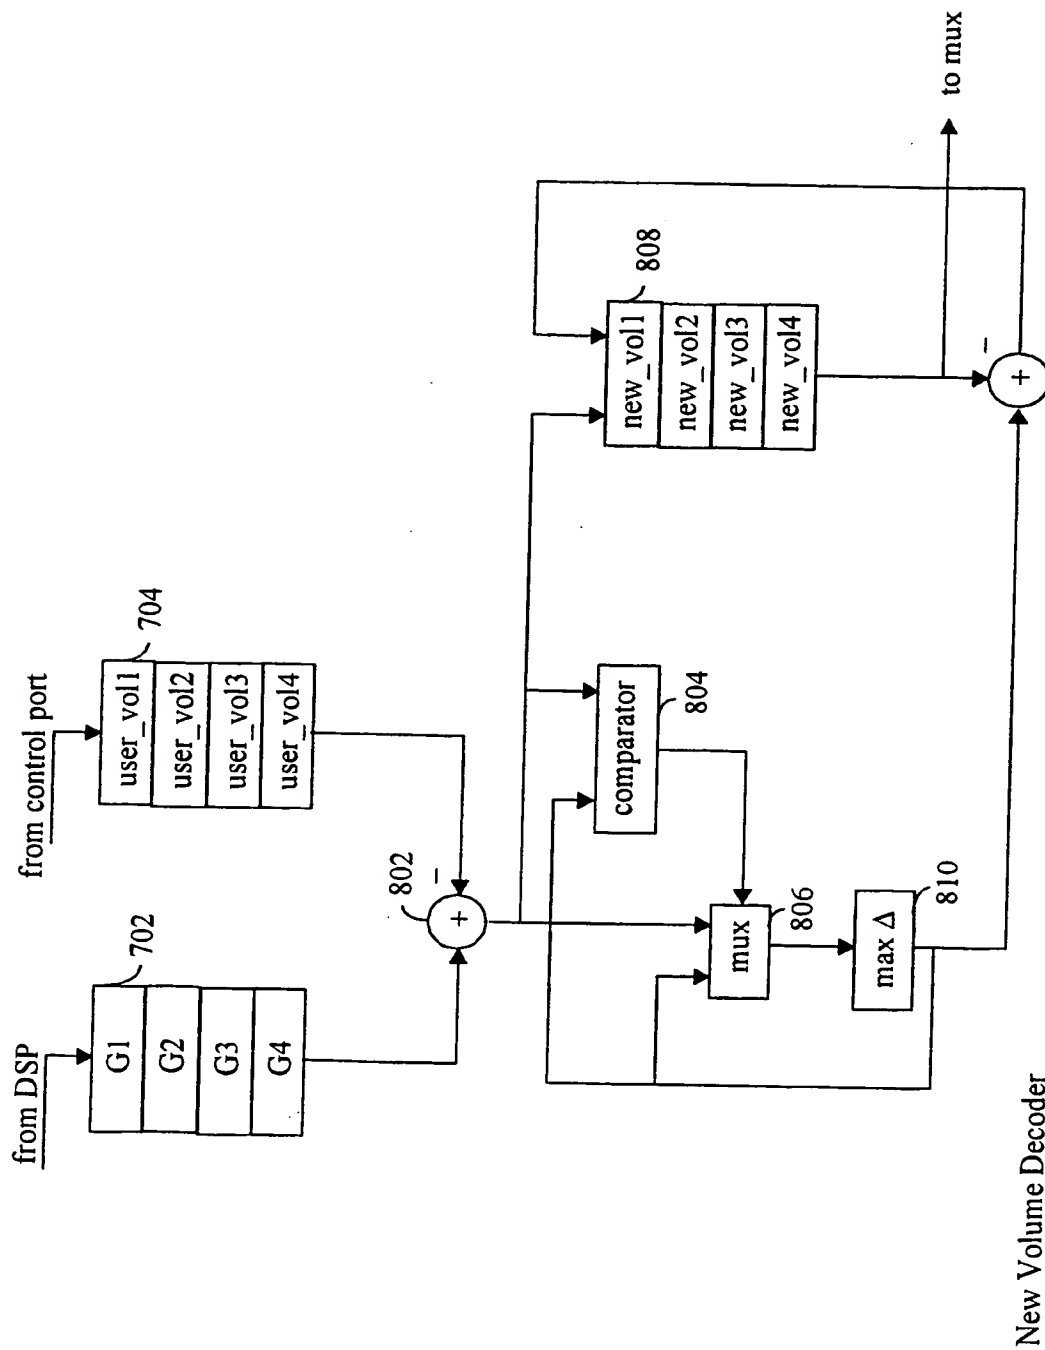 from DSP
702
G1
G2
G3
G4
from control port
704
user_vol1
user_vol2
user_vol3
user_vol4
802
−
+
comparator
804
mux
806
max Δ
810
808
new_vol1
new_vol2
new_vol3
new_vol4
−
+
to mux
New Volume Decoder